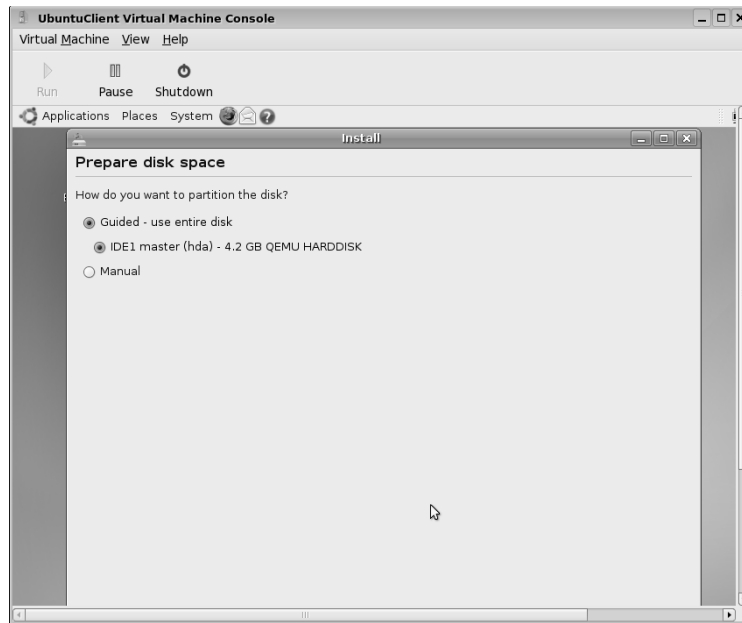 UbuntuClient Virtual Machine Console
Virtual Machine View Help
Run Pause Shutdown
Applications Places System
Install
Prepare disk space
How do you want to partition the disk?
Guided - use entire disk
IDE1 master (hda) - 4.2 GB QEMU HARDDISK
Manual